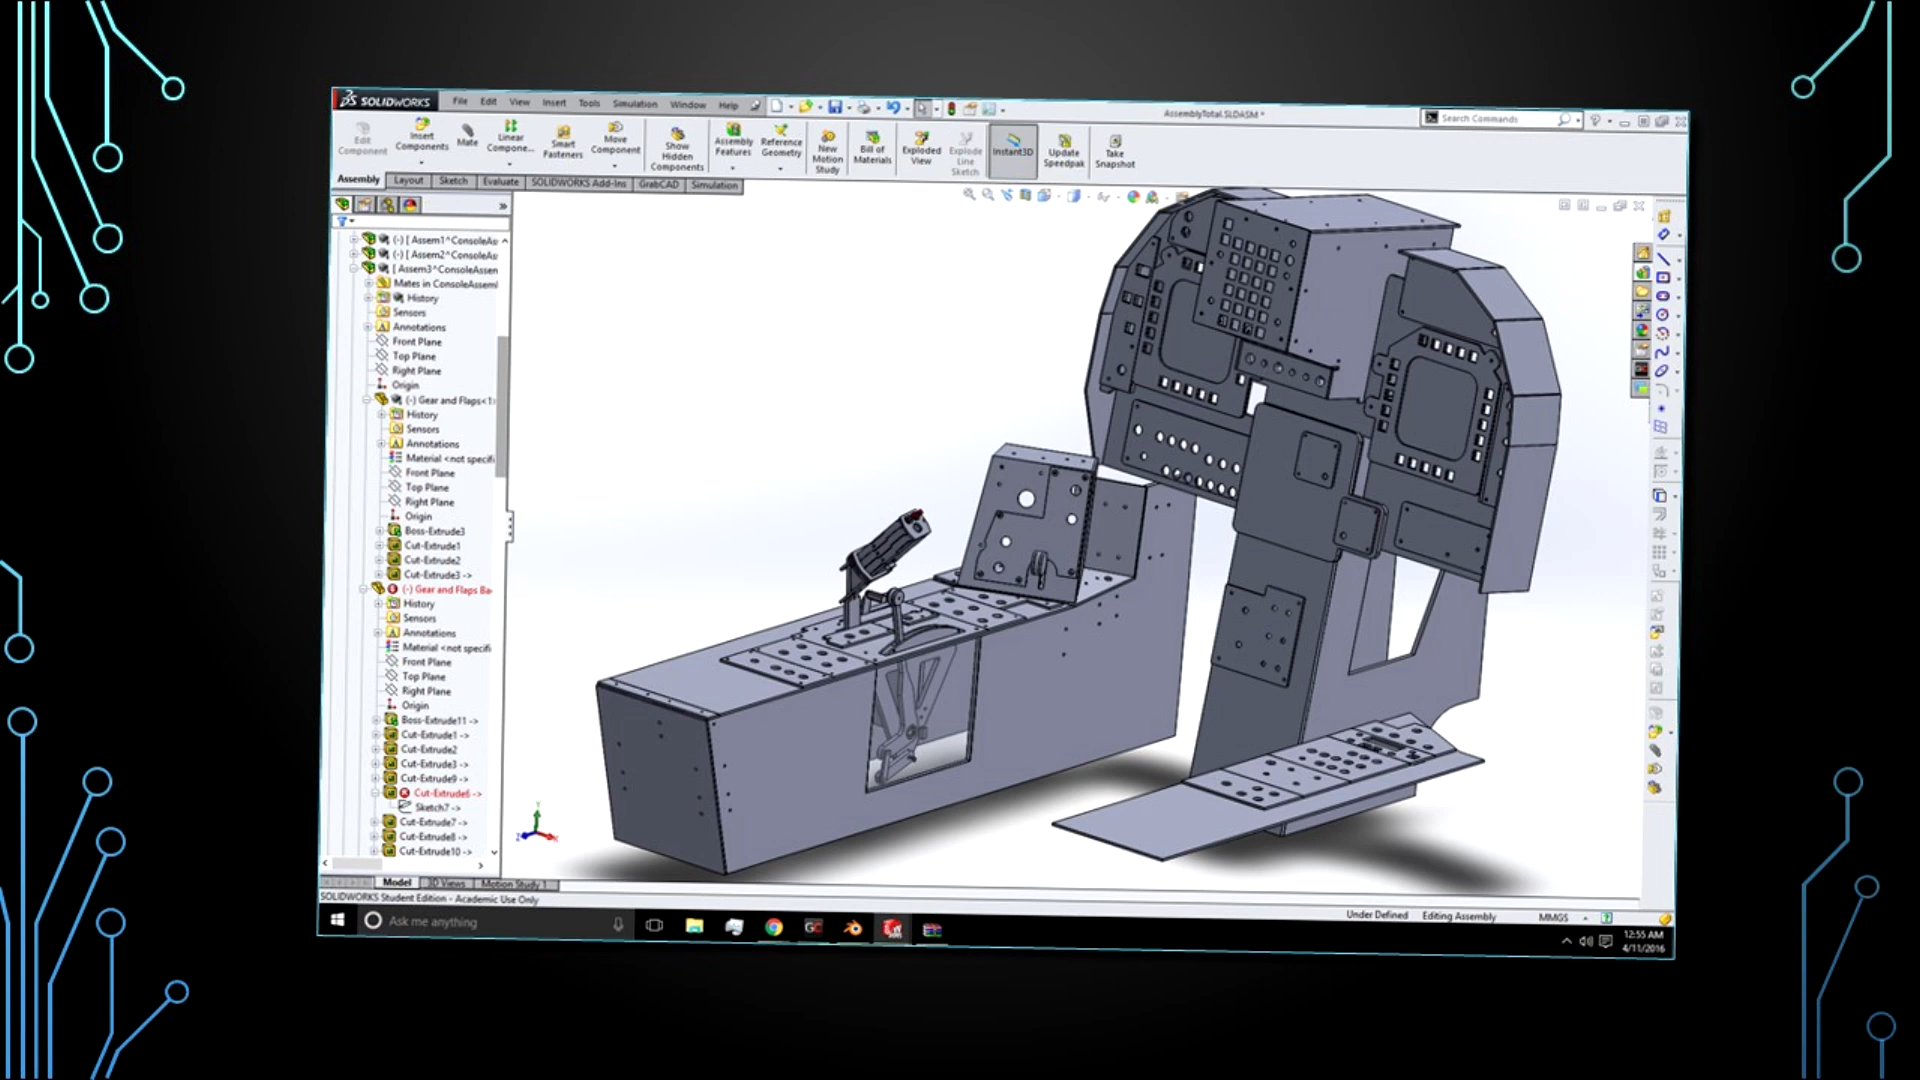 SOLIDWORKS
File Edit View Insert Tools Simulation Window Help
AssemblyTotal.SLDASM *
Search Commands
Edit Component
Insert Components
Mate
Linear Compone...
Smart Fasteners
Move Component
Show Hidden Components
Assembly Features
Reference Geometry
New Motion Study
Bill of Materials
Exploded View
Explode Line Sketch
Instant3D
Update Speedpak
Take Snapshot
Assembly Layout Sketch Evaluate SOLIDWORKS Add-Ins GrabCAD Simulation
(-) [ Assem1^ConsoleAs
(-) [ Assem2^ConsoleAs
[ Assem3^ConsoleAssen
Mates in ConsoleAssem
History
Sensors
Annotations
Front Plane
Top Plane
Right Plane
Origin
(-) Gear and Flaps<1
History
Sensors
Annotations
Material <not specifi
Front Plane
Top Plane
Right Plane
Origin
Boss-Extrude3
Cut-Extrude1
Cut-Extrude2
Cut-Extrude3 ->
(-) Gear and Flaps Ba
History
Sensors
Annotations
Material <not specifi
Front Plane
Top Plane
Right Plane
Origin
Boss-Extrude11 ->
Cut-Extrude1 ->
Cut-Extrude2
Cut-Extrude3 ->
Cut-Extrude9 ->
Cut-Extrude6 ->
Sketch7 ->
Cut-Extrude7 ->
Cut-Extrude8 ->
Cut-Extrude10 ->
Model 3D Views Motion Study 1
SOLIDWORKS Student Edition - Academic Use Only
Under Defined Editing Assembly MMGS
Ask me anything
12:55 AM
4/11/2016